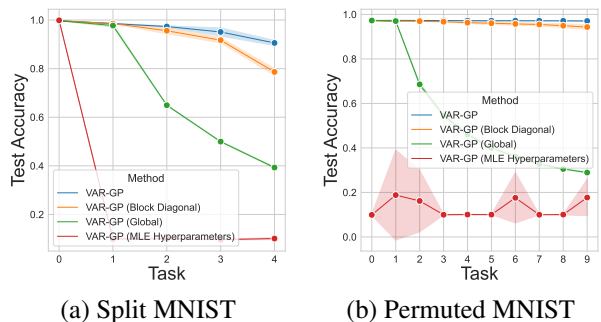 1.0
0.8
0.6
0.4
0.2
Test Accuracy
Method
VAR-GP
VAR-GP (Block Diagonal)
VAR-GP (Global)
VAR-GP (MLE Hyperparameters)
0 1 2 3 4
Task
(a) Split MNIST
1.0
0.8
0.6
0.4
0.2
0.0
Test Accuracy
Method
VAR-GP
VAR-GP (Block Diagonal)
VAR-GP (Global)
VAR-GP (MLE Hyperparameters)
0 1 2 3 4 5 6 7 8 9
Task
(b) Permuted MNIST